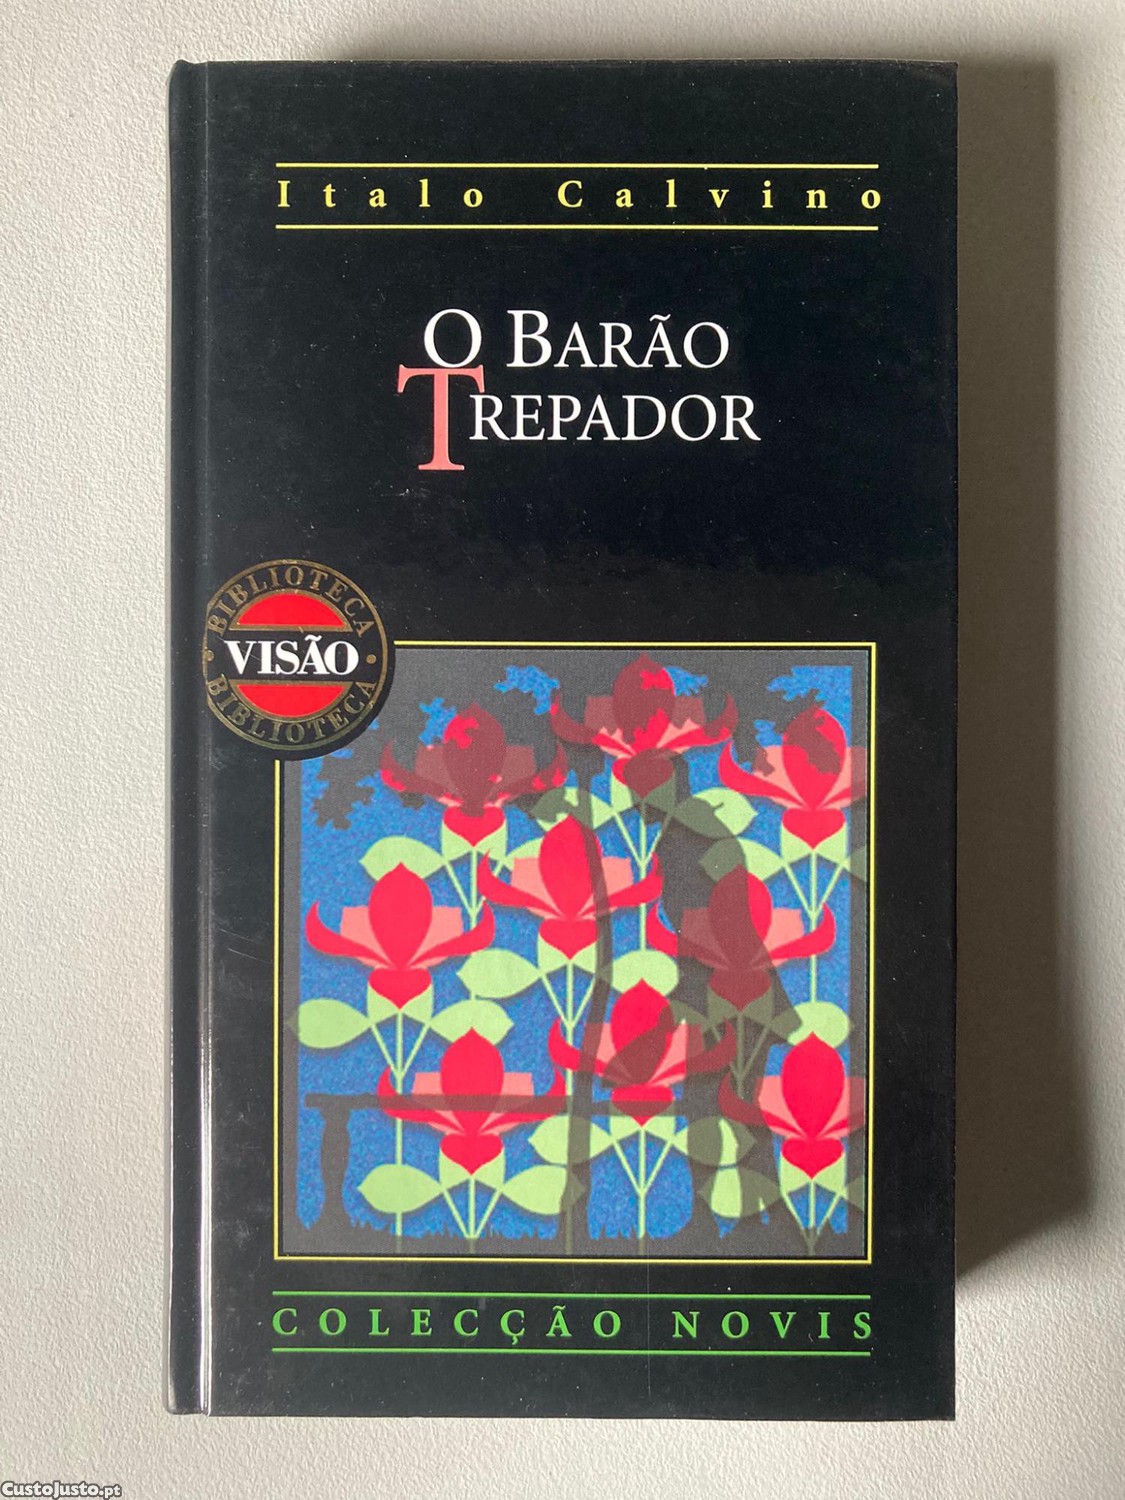 Italo Calvino
O BARÃO
TREPADOR
BIBLIOTECA
VISÃO
BIBLIOTECA
COLECÇÃO NOVIS
CustoJusto.pt